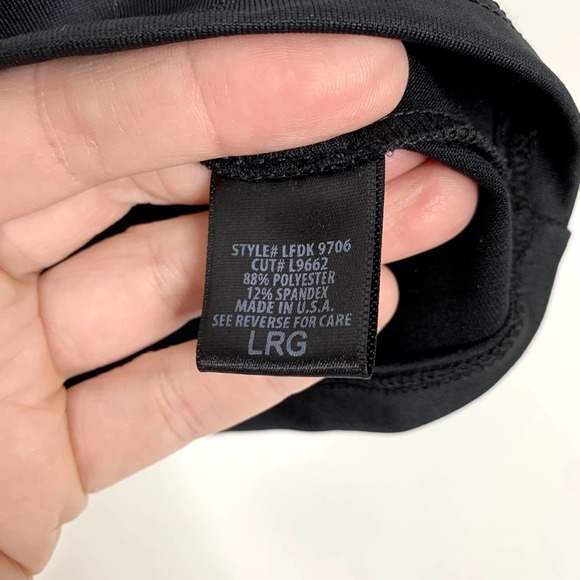 STYLE# LFDK 9706
CUT# L9662
88% POLYESTER
12% SPANDEX
MADE IN U.S.A.
SEE REVERSE FOR CARE
LRG